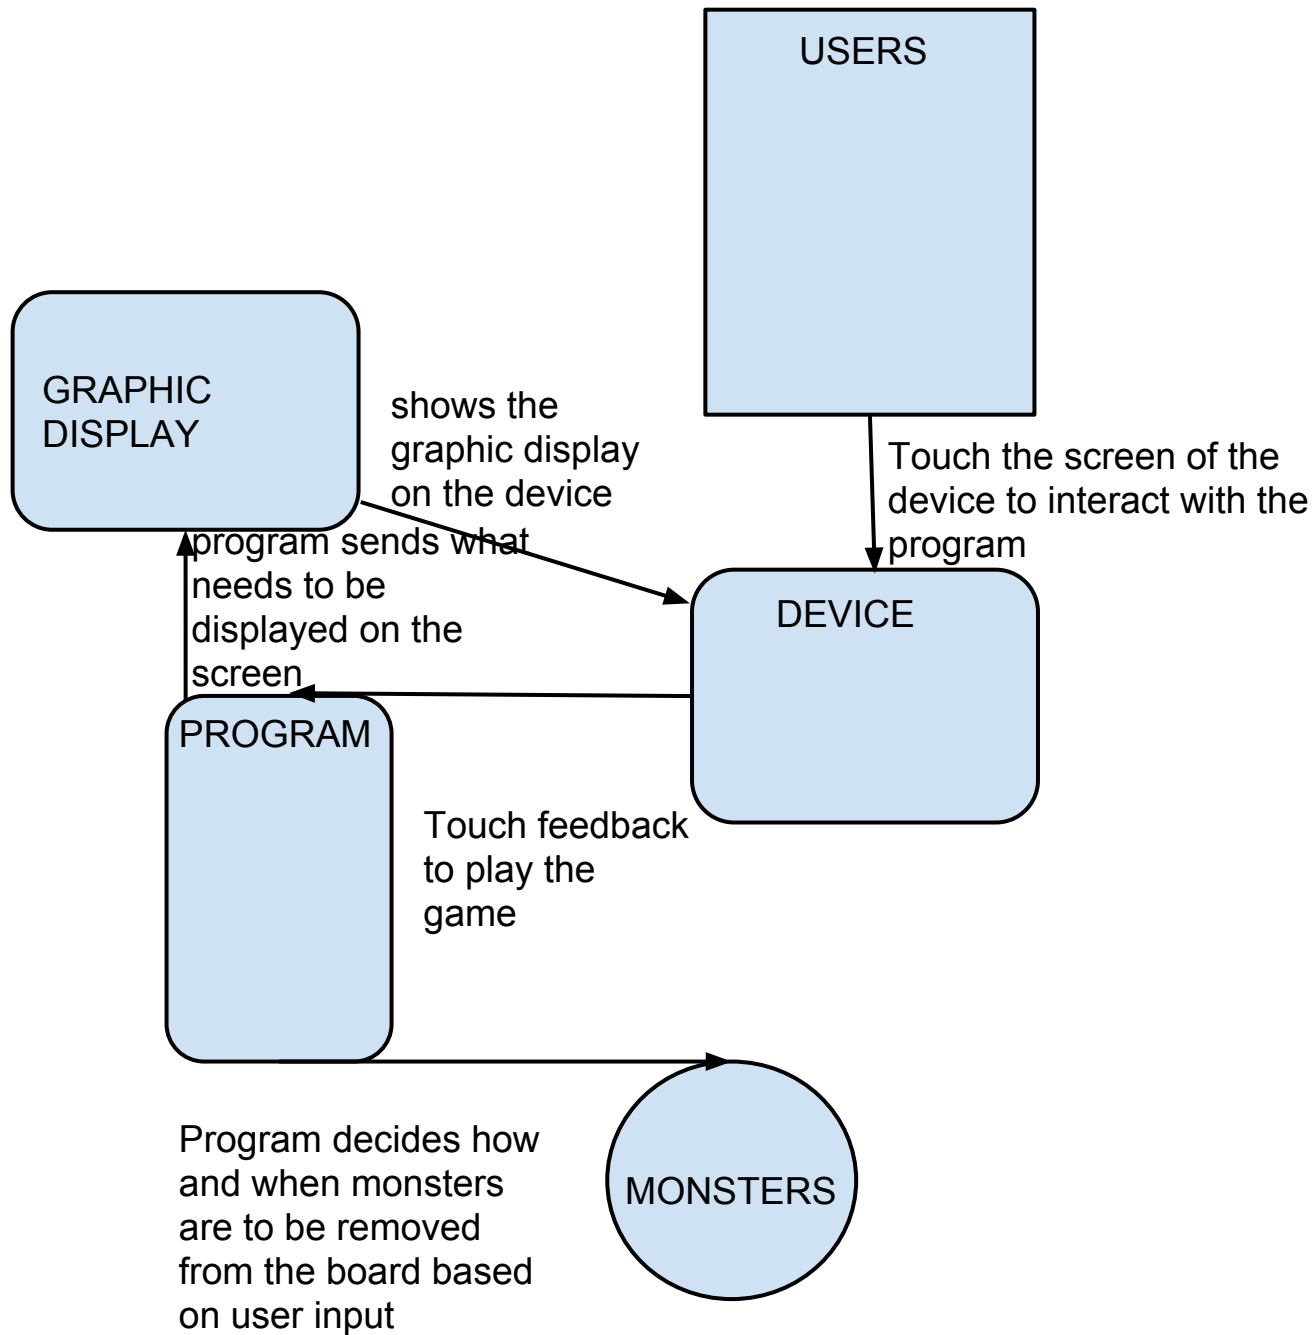 USERS
GRAPHIC
DISPLAY
shows the
graphic display
on the device
Touch the screen of the
device to interact with the
program
program sends what
needs to be
displayed on the
screen
DEVICE
PROGRAM
Touch feedback
to play the
game
Program decides how
and when monsters
are to be removed
from the board based
on user input
MONSTERS